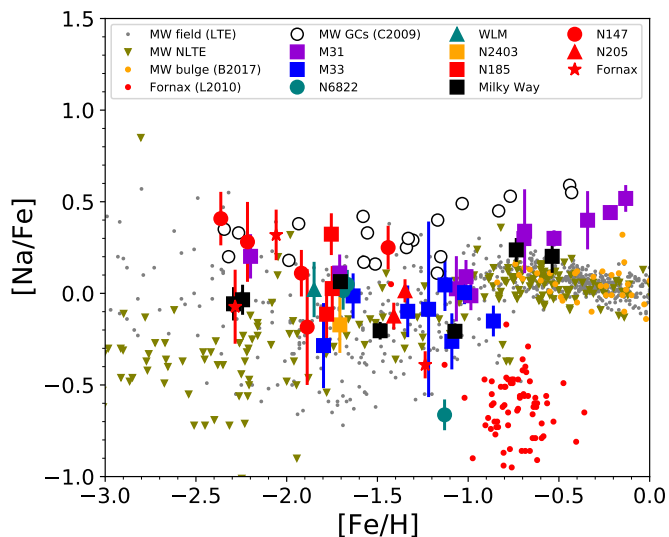 1.5
1.0
0.5
0.0
−0.5
−1.0
[Na/Fe]
MW field (LTE)
MW NLTE
MW bulge (B2017)
Fornax (L2010)
MW GCs (C2009)
M31
M33
N6822
WLM
N2403
N185
Milky Way
N147
N205
Fornax
−3.0 −2.5 −2.0 −1.5 −1.0 −0.5 0.0
[Fe/H]